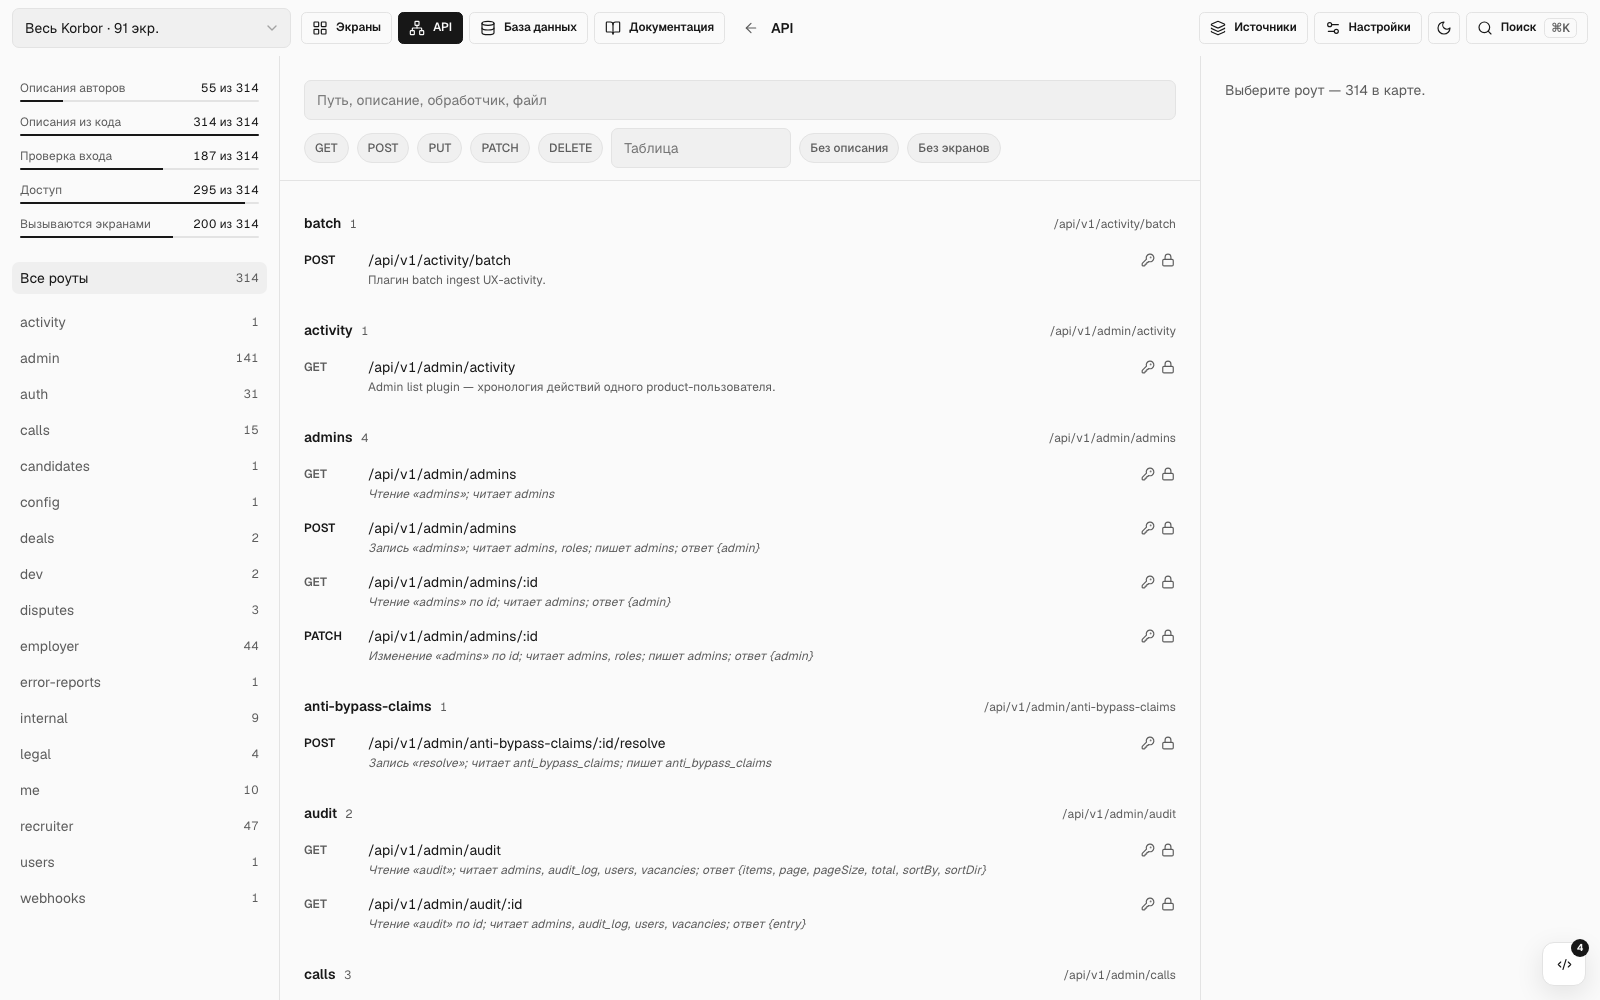 Весь Korbor · 91 экр.
Экраны
API
База данных
Документация
API
Источники
Настройки
Поиск ⌘K
Описания авторов 55 из 314
Описания из кода 314 из 314
Проверка входа 187 из 314
Доступ 295 из 314
Вызываются экранами 200 из 314
Все роуты 314
activity 1
admin 141
auth 31
calls 15
candidates 1
config 1
deals 2
dev 2
disputes 3
employer 44
error-reports 1
internal 9
legal 4
me 10
recruiter 47
users 1
webhooks 1
Путь, описание, обработчик, файл
GET POST PUT PATCH DELETE Таблица Без описания Без экранов
batch 1 /api/v1/activity/batch
POST /api/v1/activity/batch
Плагин batch ingest UX-activity.
activity 1 /api/v1/admin/activity
GET /api/v1/admin/activity
Admin list plugin — хронология действий одного product-пользователя.
admins 4 /api/v1/admin/admins
GET /api/v1/admin/admins
Чтение «admins»; читает admins
POST /api/v1/admin/admins
Запись «admins»; читает admins, roles; пишет admins; ответ {admin}
GET /api/v1/admin/admins/:id
Чтение «admins» по id; читает admins; ответ {admin}
PATCH /api/v1/admin/admins/:id
Изменение «admins» по id; читает admins, roles; пишет admins; ответ {admin}
anti-bypass-claims 1 /api/v1/admin/anti-bypass-claims
POST /api/v1/admin/anti-bypass-claims/:id/resolve
Запись «resolve»; читает anti_bypass_claims; пишет anti_bypass_claims
audit 2 /api/v1/admin/audit
GET /api/v1/admin/audit
Чтение «audit»; читает admins, audit_log, users, vacancies; ответ {items, page, pageSize, total, sortBy, sortDir}
GET /api/v1/admin/audit/:id
Чтение «audit» по id; читает admins, audit_log, users, vacancies; ответ {entry}
calls 3 /api/v1/admin/calls
Выберите роут — 314 в карте.
4